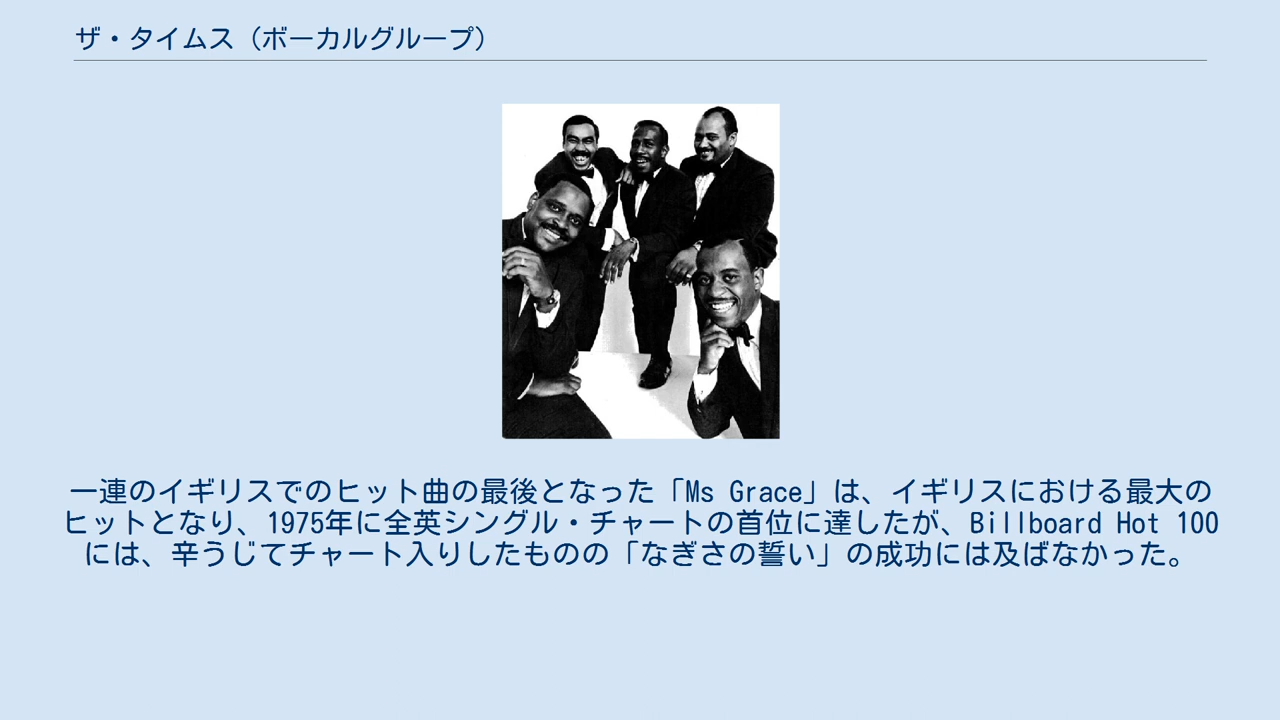 ザ・タイムス（ボーカルグループ）
一連のイギリスでのヒット曲の最後となった「Ms Grace」は、イギリスにおける最大の
ヒットとなり、1975年に全英シングル・チャートの首位に達したが、Billboard Hot 100
には、辛うじてチャート入りしたものの「なぎさの誓い」の成功には及ばなかった。